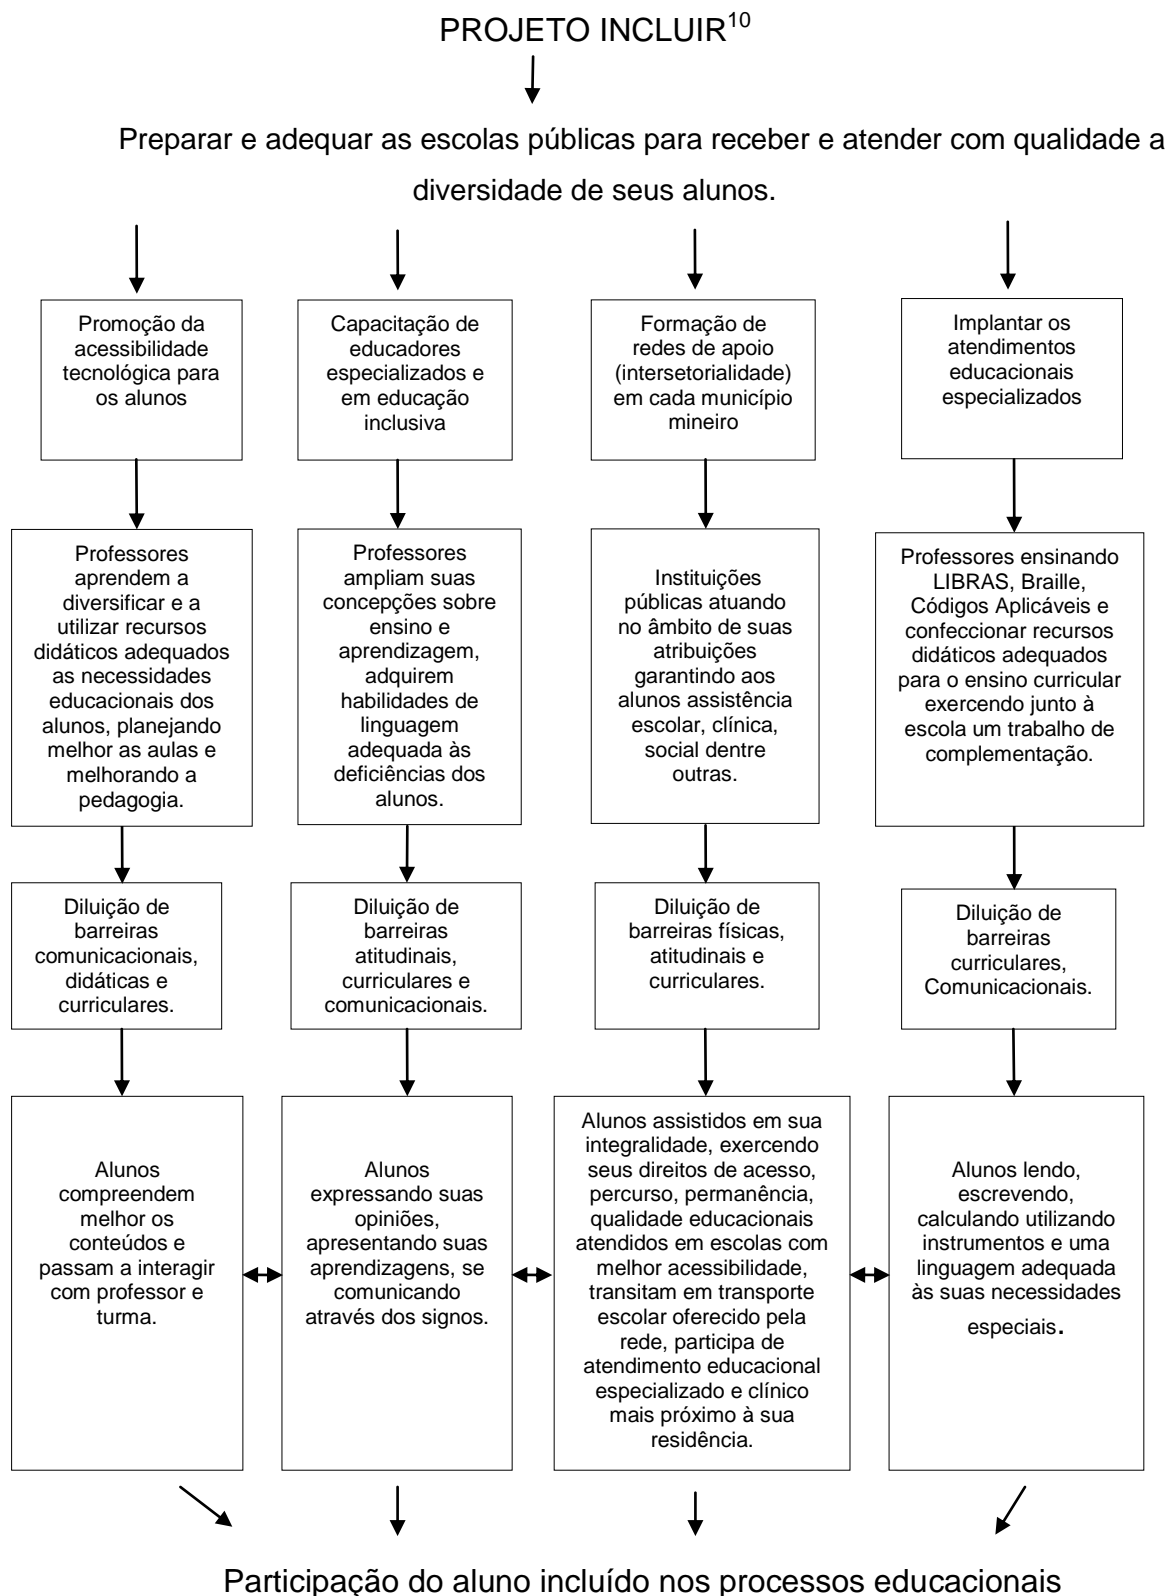 PROJETO INCLUIR10
Preparar e adequar as escolas públicas para receber e atender com qualidade a
diversidade de seus alunos.
Promoção da
acessibilidade
tecnológica para
os alunos
Capacitação de
educadores
especializados e
em educação
inclusiva
Formação de
redes de apoio
(intersetorialidade)
em cada município
mineiro
Implantar os
atendimentos
educacionais
especializados
Professores
aprendem a
diversificar e a
utilizar recursos
didáticos adequados
as necessidades
educacionais dos
alunos, planejando
melhor as aulas e
melhorando a
pedagogia.
Professores
ampliam suas
concepções sobre
ensino e
aprendizagem,
adquirem
habilidades de
linguagem
adequada às
deficiências dos
alunos.
Instituições
públicas atuando
no âmbito de suas
atribuições
garantindo aos
alunos assistência
escolar, clínica,
social dentre
outras.
Professores ensinando
LIBRAS, Braille,
Códigos Aplicáveis e
confeccionar recursos
didáticos adequados
para o ensino curricular
exercendo junto à
escola um trabalho de
complementação.
Diluição de
barreiras
comunicacionais,
didáticas e
curriculares.
Diluição de
barreiras
atitudinais,
curriculares e
comunicacionais.
Diluição de
barreiras físicas,
atitudinais e
curriculares.
Diluição de
barreiras
curriculares,
Comunicacionais.
Alunos
compreendem
melhor os
conteúdos e
passam a interagir
com professor e
turma.
Alunos
expressando suas
opiniões,
apresentando suas
aprendizagens, se
comunicando
através dos signos.
Alunos assistidos em sua
integralidade, exercendo
seus direitos de acesso,
percurso, permanência,
qualidade educacionais
atendidos em escolas com
melhor acessibilidade,
transitam em transporte
escolar oferecido pela
rede, participa de
atendimento educacional
especializado e clínico
mais próximo à sua
residência.
Alunos lendo,
escrevendo,
calculando utilizando
instrumentos e uma
linguagem adequada
às suas necessidades
especiais.
Participação do aluno incluído nos processos educacionais